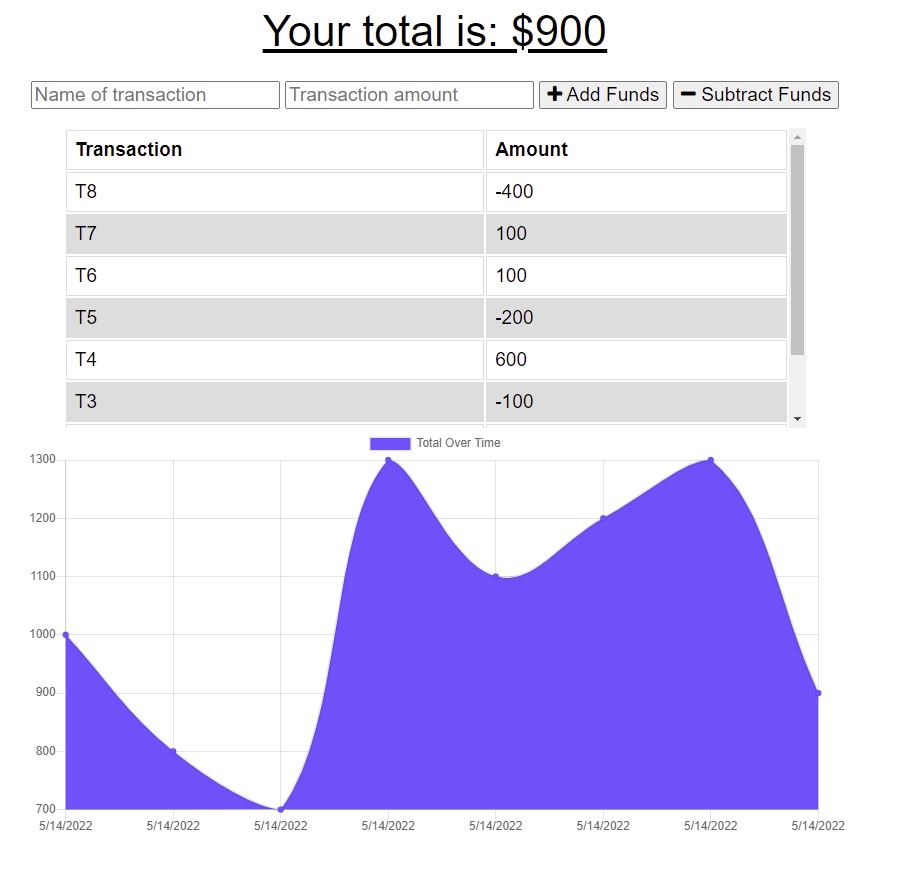 Your total is: $900
Name of transaction Transaction amount Add Funds Subtract Funds
Transaction Amount
T8 -400
T7 100
T6 100
T5 -200
T4 600
T3 -100
Total Over Time
1300
1200
1100
1000
900
800
700
5/14/2022 5/14/2022 5/14/2022 5/14/2022 5/14/2022 5/14/2022 5/14/2022 5/14/2022